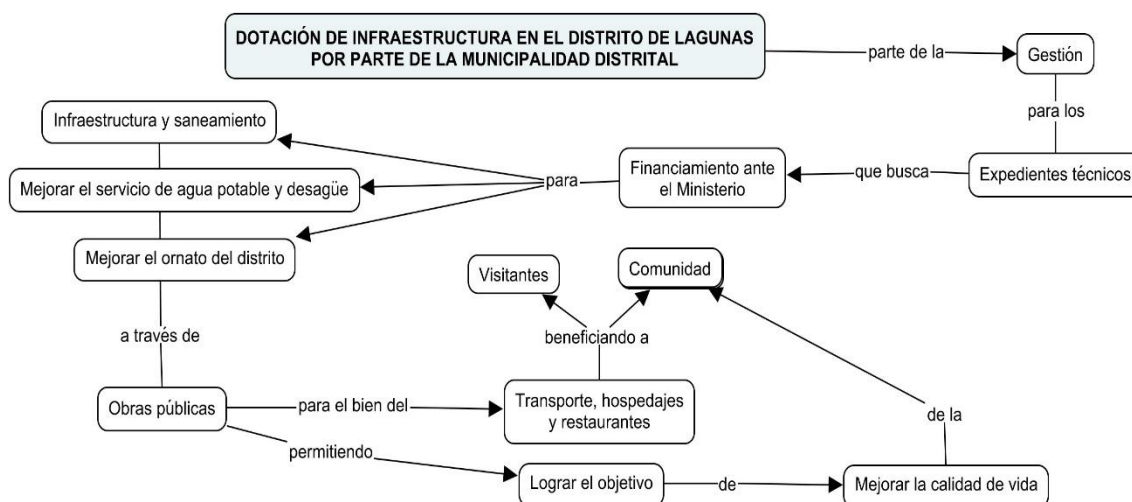 DOTACIÓN DE INFRAESTRUCTURA EN EL DISTRITO DE LAGUNAS
POR PARTE DE LA MUNICIPALIDAD DISTRITAL
parte de la
Gestión
para los
Expedientes técnicos
que busca
Financiamiento ante
el Ministerio
para
Infraestructura y saneamiento
Mejorar el servicio de agua potable y desagüe
Mejorar el ornato del distrito
a través de
Obras públicas
para el bien del
Transporte, hospedajes
y restaurantes
beneficiando a
Visitantes
Comunidad
permitiendo
Lograr el objetivo
de
Mejorar la calidad de vida
de la